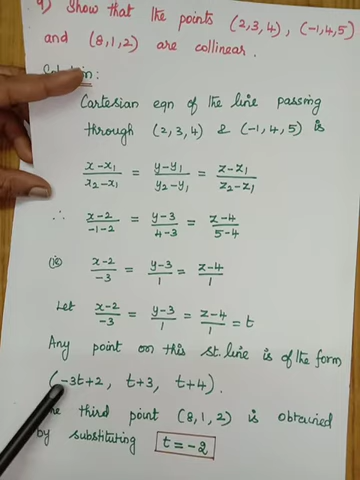 9) Show that the points (2,3,4), (-1,4,5)
and (8,1,2) are collinear.
Solution:
Cartesian eqn of the line passing
through (2,3,4) & (-1,4,5) is
x-x₁/x₂-x₁ = y-y₁/y₂-y₁ = z-z₁/z₂-z₁
∴ x-2/-1-2 = y-3/4-3 = z-4/5-4
(ie) x-2/-3 = y-3/1 = z-4/1
Let x-2/-3 = y-3/1 = z-4/1 = t
Any point on this st. line is of the form
(-3t+2, t+3, t+4).
The third point (8,1,2) is obtained
by substituting t = -2